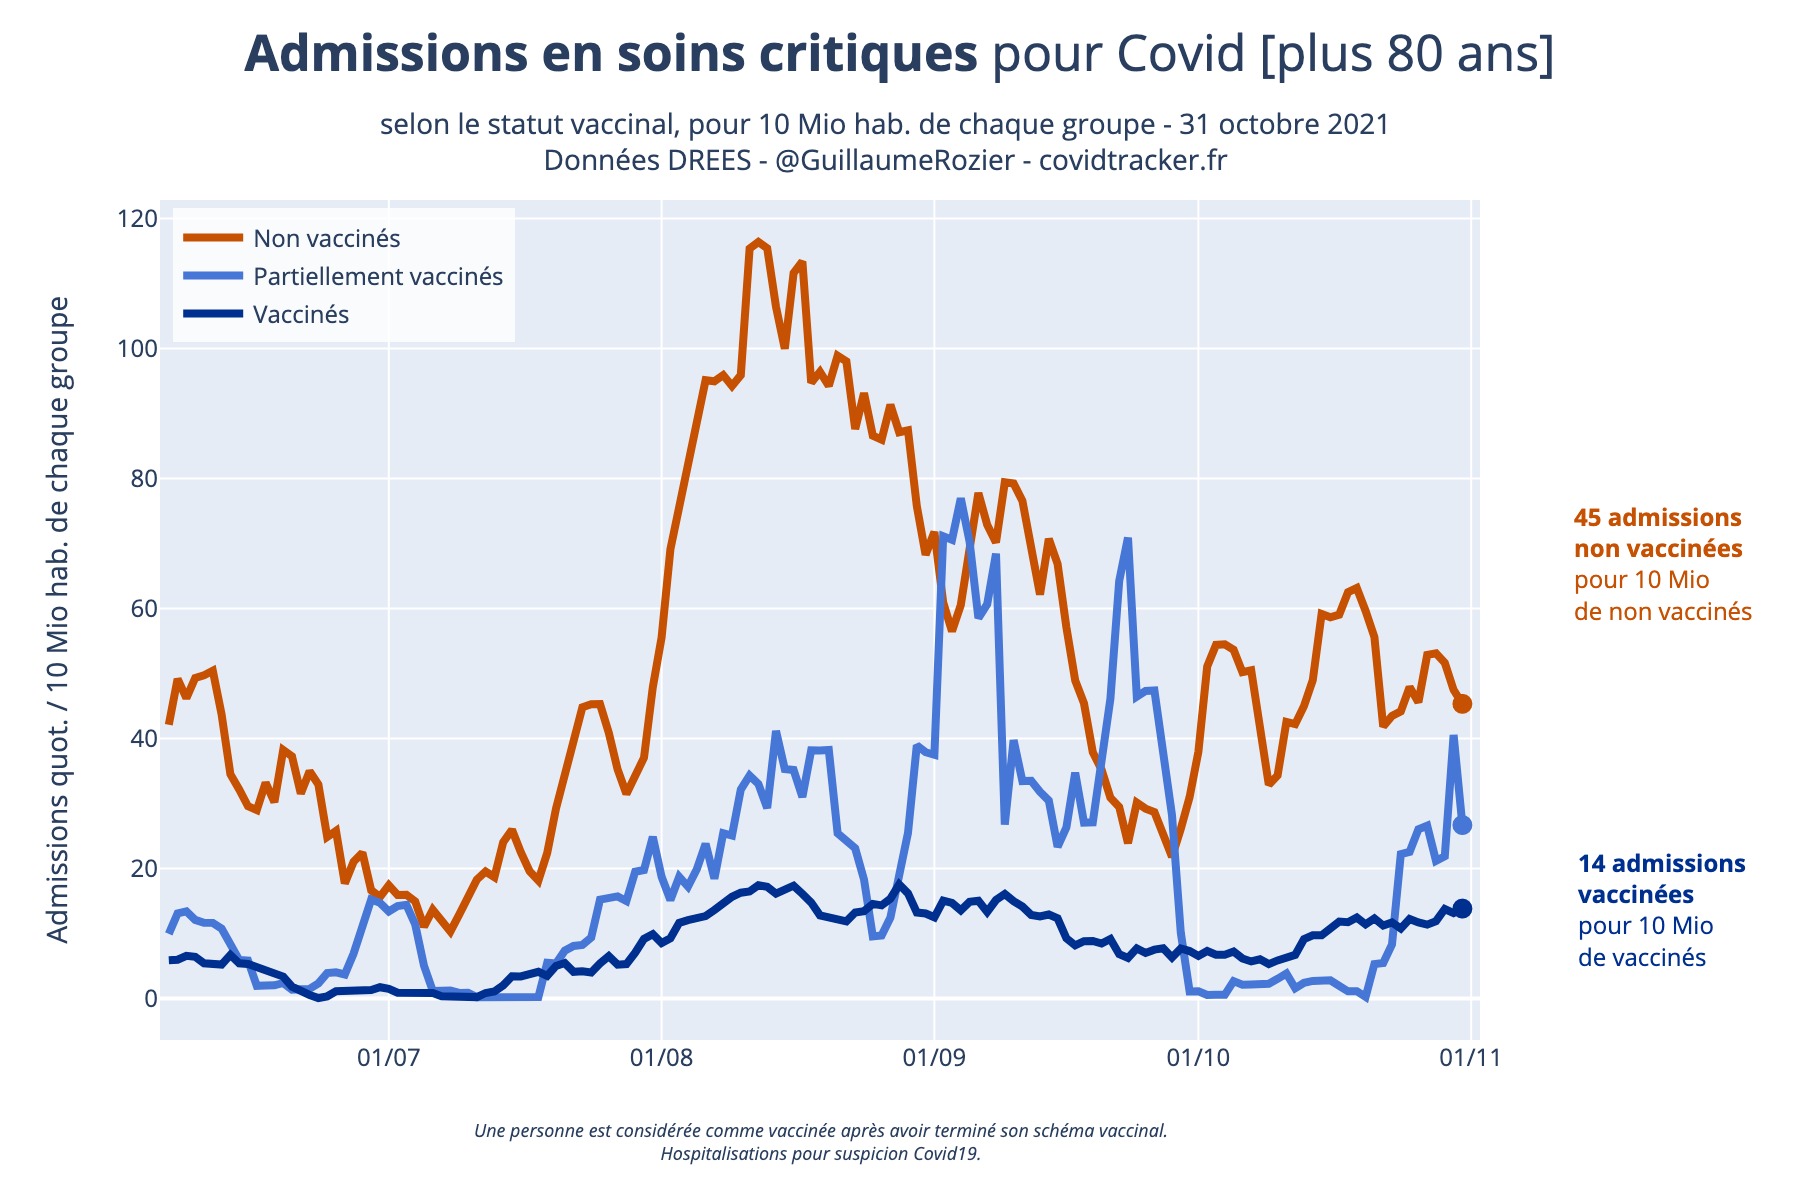 Admissions en soins critiques pour Covid [plus 80 ans]
selon le statut vaccinal, pour 10 Mio hab. de chaque groupe - 31 octobre 2021
Données DREES - @GuillaumeRozier - covidtracker.fr
Admissions quot. / 10 Mio hab. de chaque groupe
120
100
80
60
40
20
0
Non vaccinés
Partiellement vaccinés
Vaccinés
45 admissions
non vaccinées
pour 10 Mio
de non vaccinés
14 admissions
vaccinées
pour 10 Mio
de vaccinés
01/07
01/08
01/09
01/10
01/11
Une personne est considérée comme vaccinée après avoir terminé son schéma vaccinal.
Hospitalisations pour suspicion Covid19.